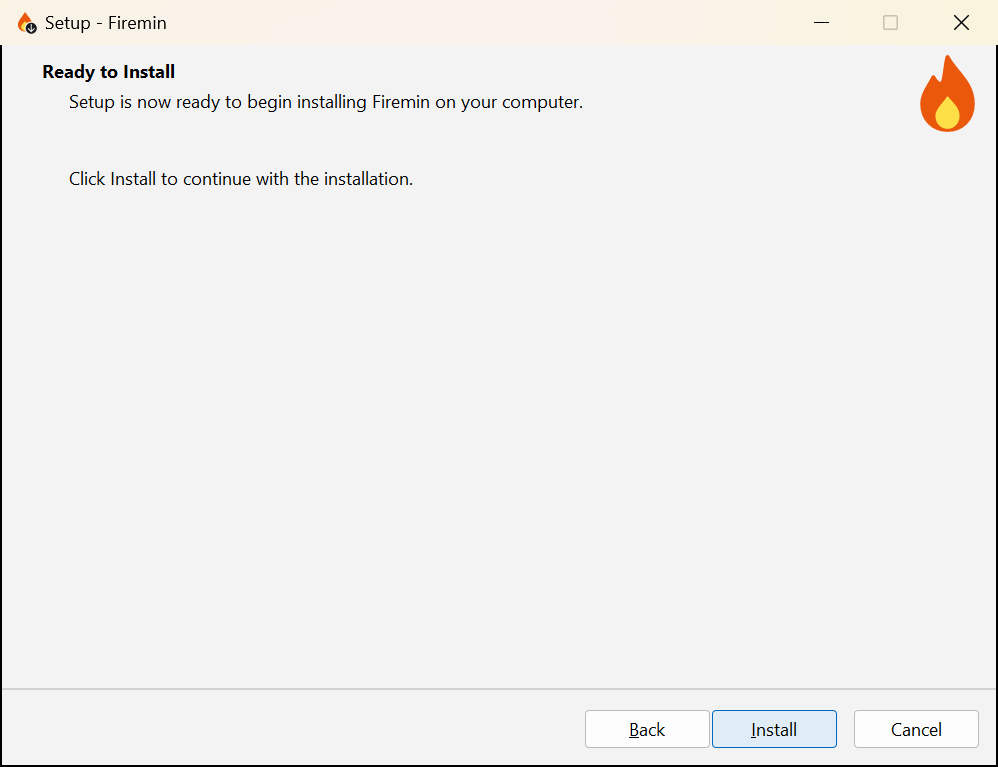 Setup - Firemin
Ready to Install
Setup is now ready to begin installing Firemin on your computer.
Click Install to continue with the installation.
Back
Install
Cancel